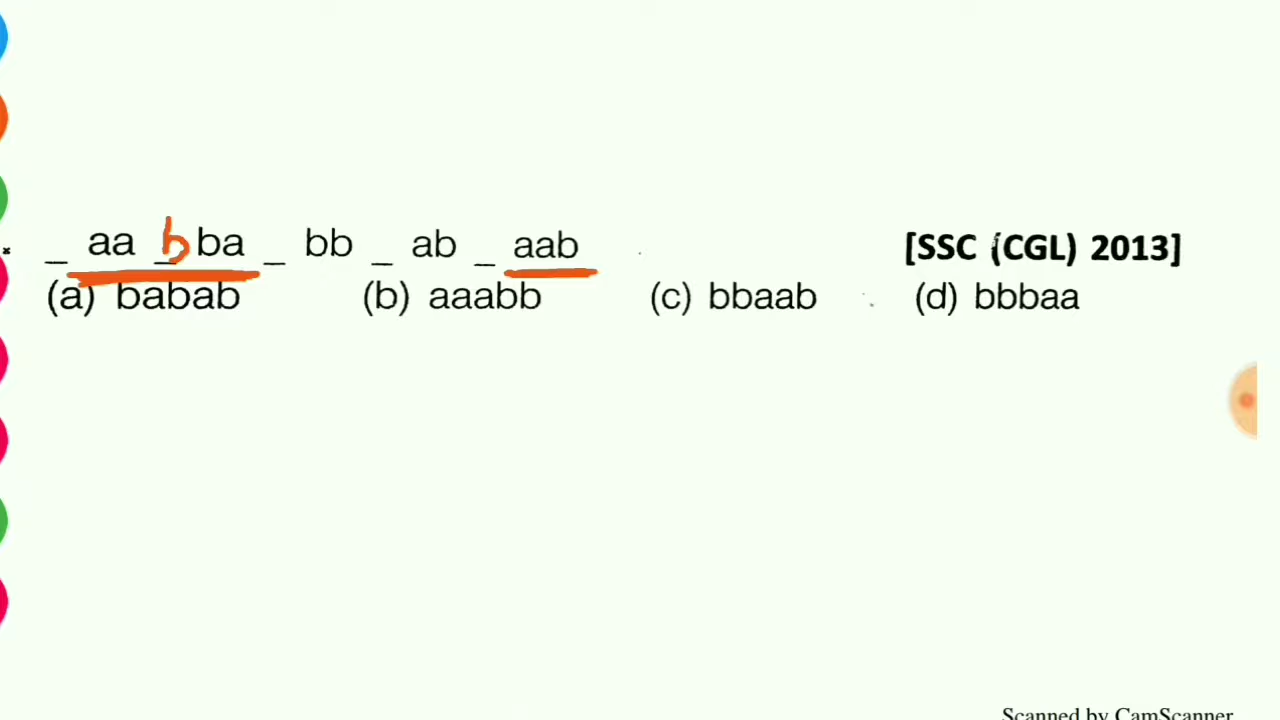 _ aa b ba _ bb _ ab _ aab [SSC (CGL) 2013]
(a) babab (b) aaabb (c) bbaab (d) bbbaa
Scanned by CamScanner